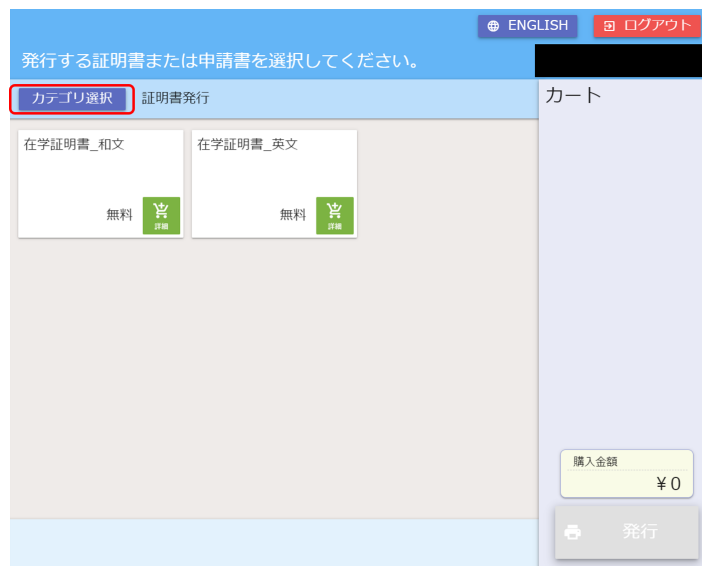 ENGLISH
ログアウト
発行する証明書または申請書を選択してください。
カテゴリ選択
証明書発行
カート
在学証明書_和文
無料
詳細
在学証明書_英文
無料
詳細
購入金額
¥0
発行